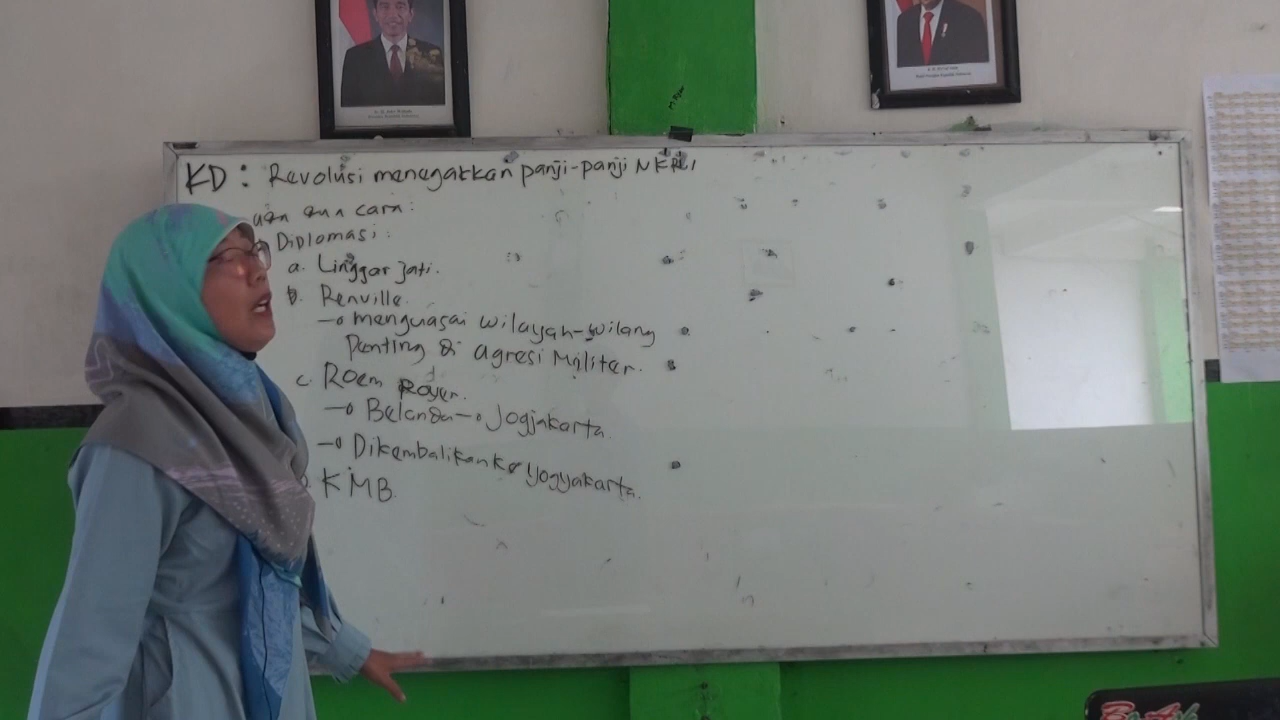 KD : Revolusi menegakkan panji-panji NKRI
cara :
Diplomasi :
a. Linggar jati.
b. Renville.
menguasai wilayah-wilang
Penting & agresi Militer.
c. Roem Royen.
Belanda Jogjakarta
Dikembalikan ke Yogyakarta.
KMB